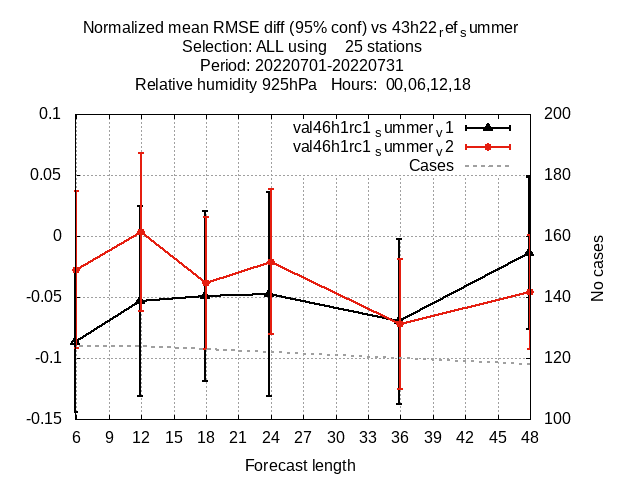 Normalized mean RMSE diff (95% conf) vs 43h22refsummer
Selection: ALL using    25 stations
Period: 20220701-20220731
Relative humidity 925hPa   Hours:  00,06,12,18
val46h1rc1summerv1
val46h1rc1summerv2
Cases
0.1
0.05
0
-0.05
-0.1
-0.15
200
180
160
140
120
100
No cases
6 9 12 15 18 21 24 27 30 33 36 39 42 45 48
Forecast length